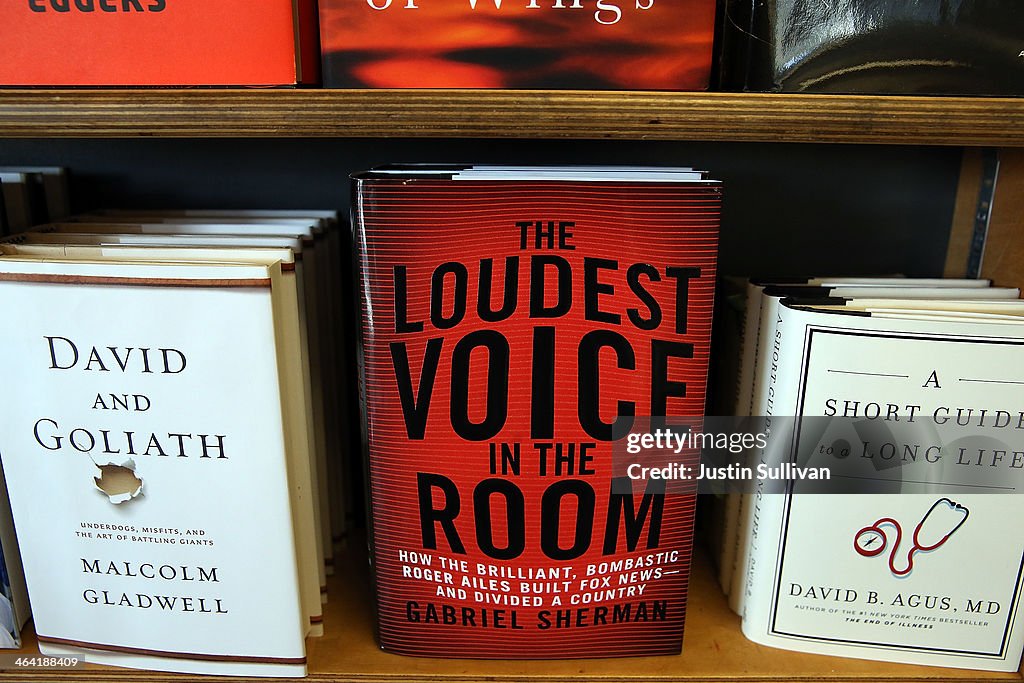 EGGERS
of Wings
DAVID
AND
GOLIATH
UNDERDOGS, MISFITS, AND
THE ART OF BATTLING GIANTS
MALCOLM
GLADWELL
THE
LOUDEST
VOICE
IN THE
ROOM
HOW THE BRILLIANT, BOMBASTIC
ROGER AILES BUILT FOX NEWS—
AND DIVIDED A COUNTRY
GABRIEL SHERMAN
A SHORT GUIDE
A
SHORT GUIDE
to a LONG LIFE
DAVID B. AGUS, MD
AUTHOR OF THE #1 NEW YORK TIMES BESTSELLER
THE END OF ILLNESS
gettyimages
Justin Sullivan
464188409